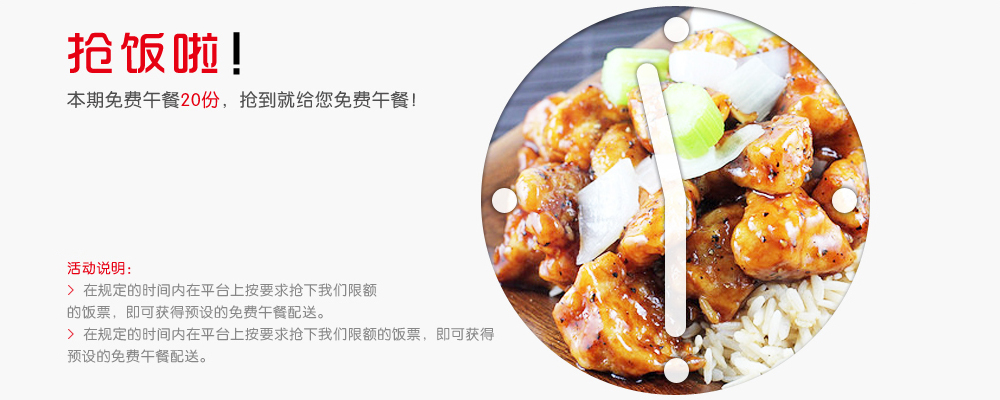 抢饭啦!
本期免费午餐20份，抢到就给您免费午餐!
活动说明:
> 在规定的时间内在平台上按要求抢下我们限额
的饭票，即可获得预设的免费午餐配送。
> 在规定的时间内在平台上按要求抢下我们限额的饭票，即可获得
预设的免费午餐配送。